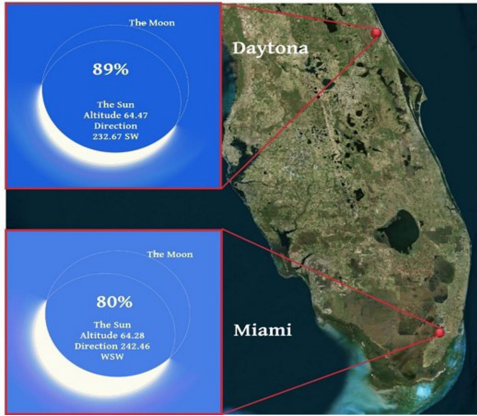 The Moon
89%
The Sun
Altitude 64.47
Direction
232.67 SW
Daytona
The Moon
80%
The Sun
Altitude 64.28
Direction 242.46
WSW
Miami